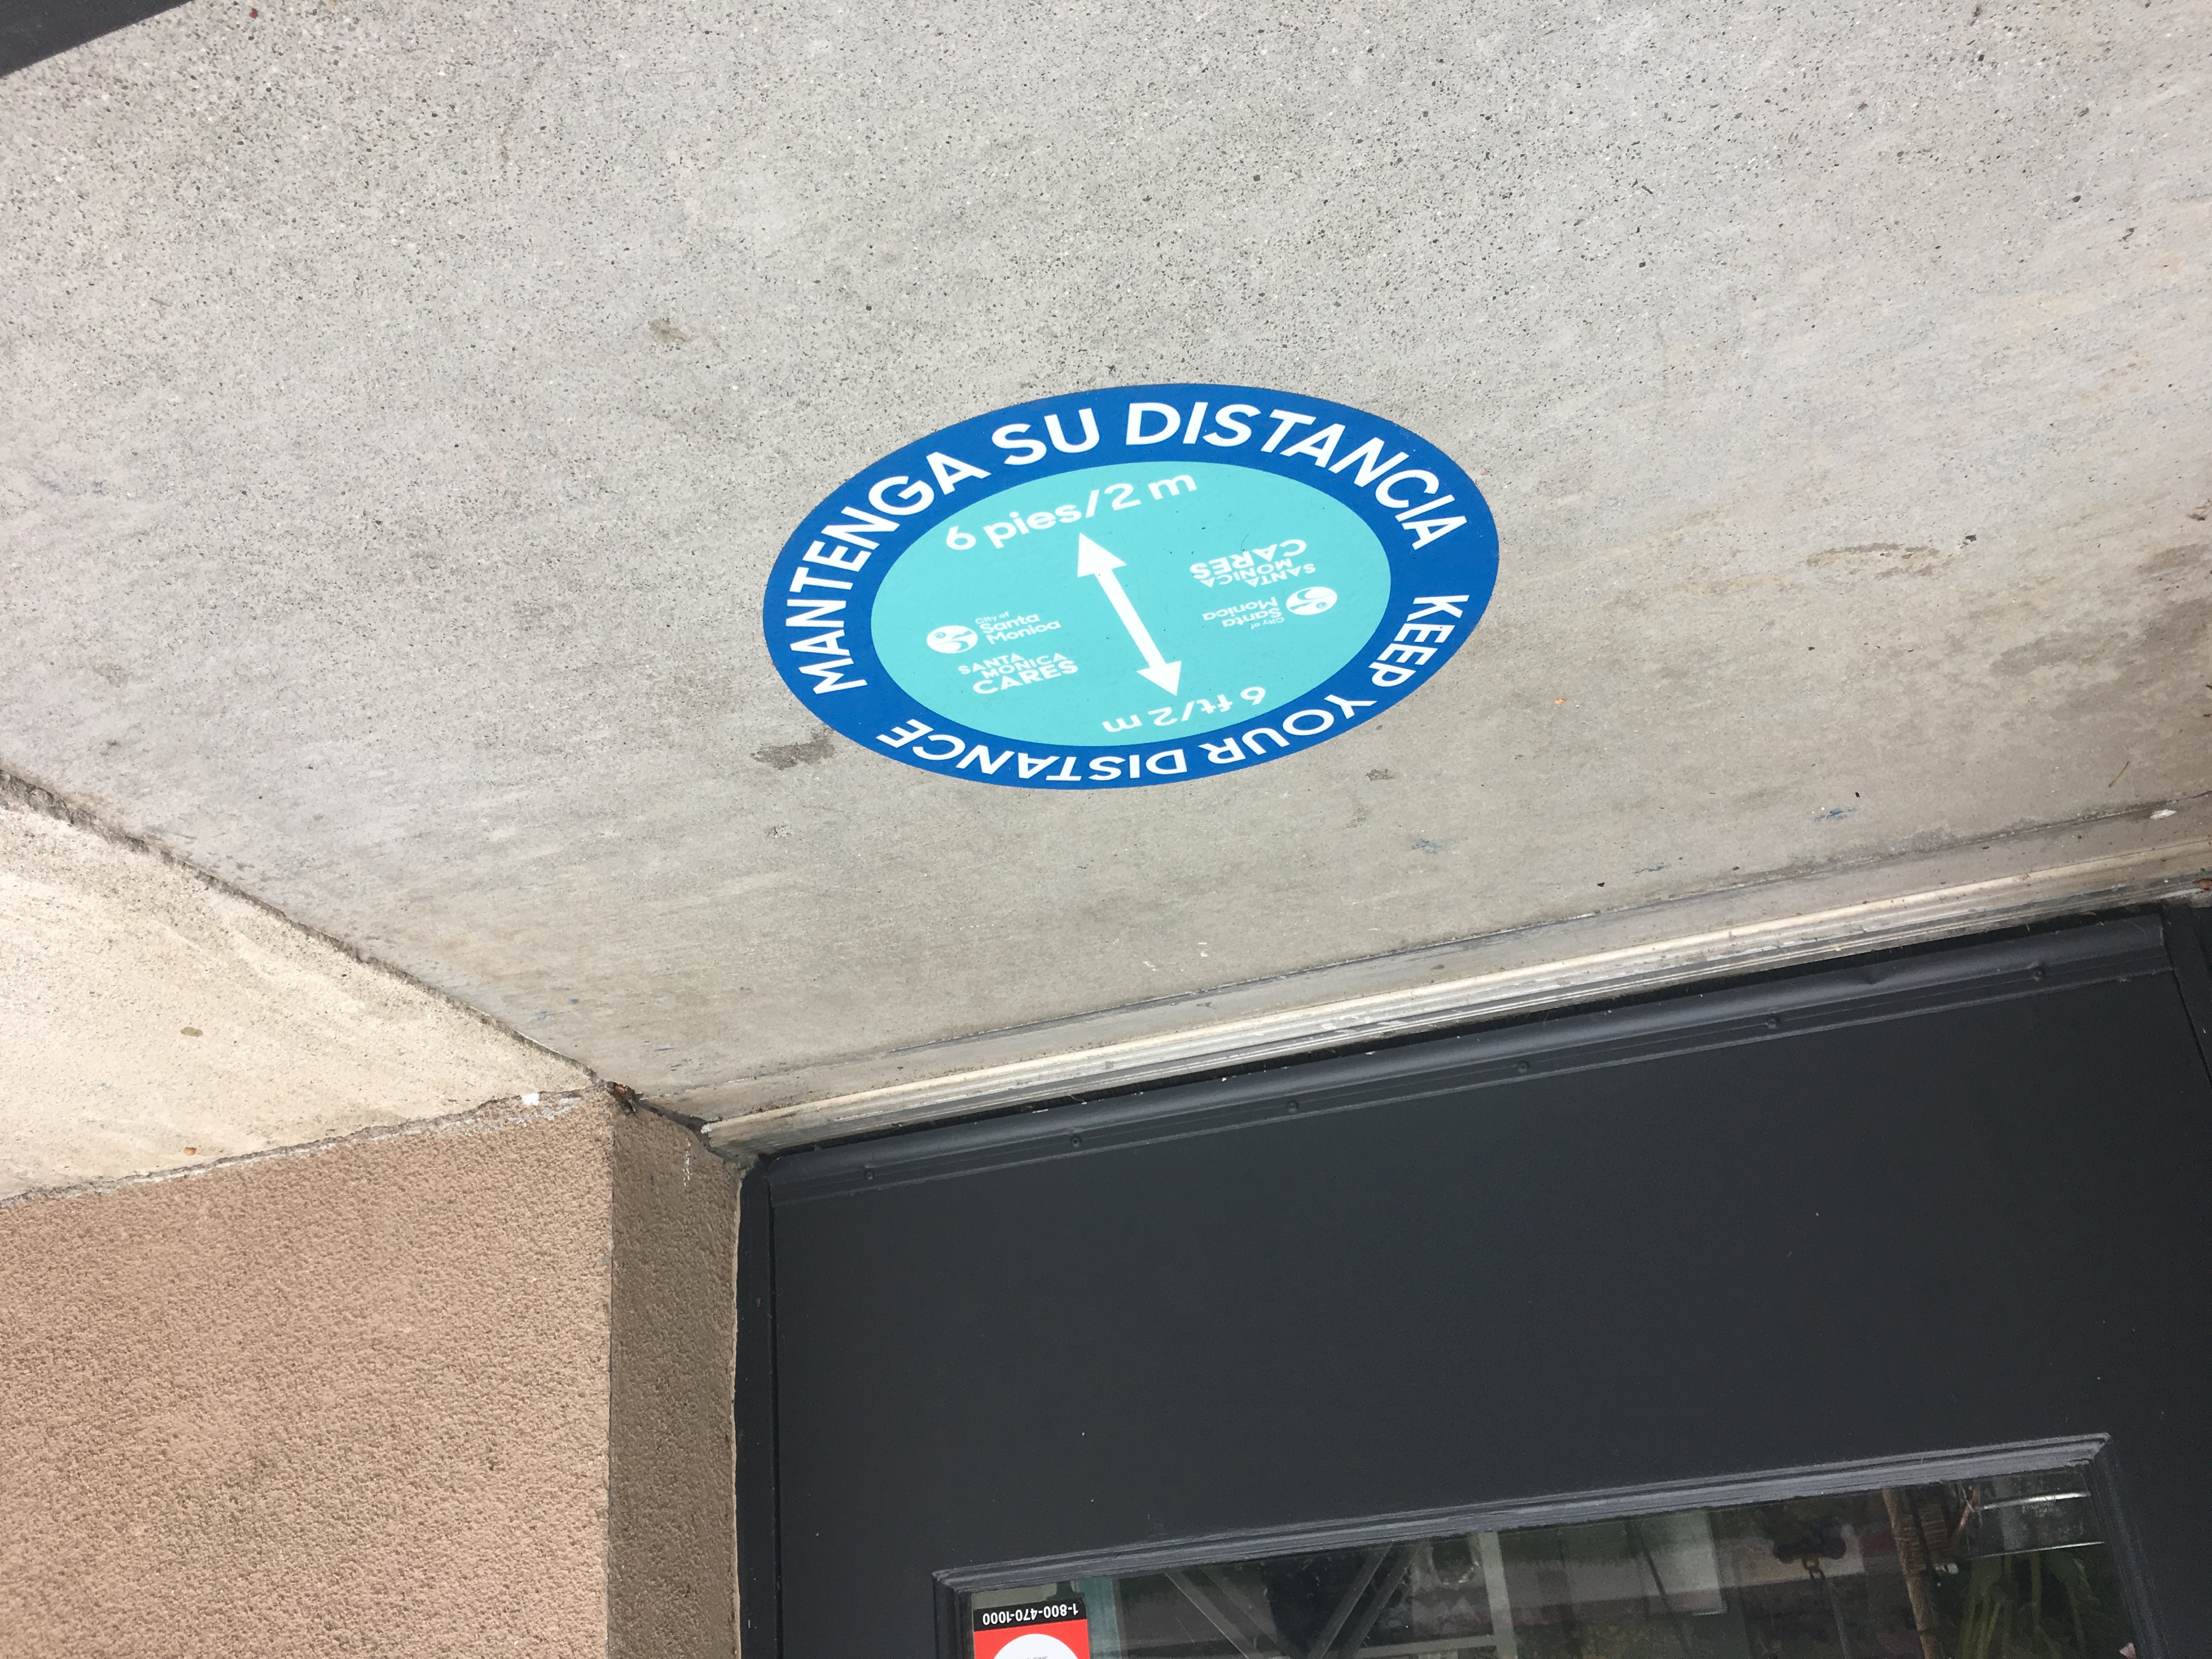 MANTENGA SU DISTANCIA
6 pies/2 m
City of
Santa
Monica
SANTA
MONICA
CARES
KEEP YOUR DISTANCE
6 ft/2 m
City of
Santa
Monica
SANTA
MONICA
CARES
1-800-470-1000